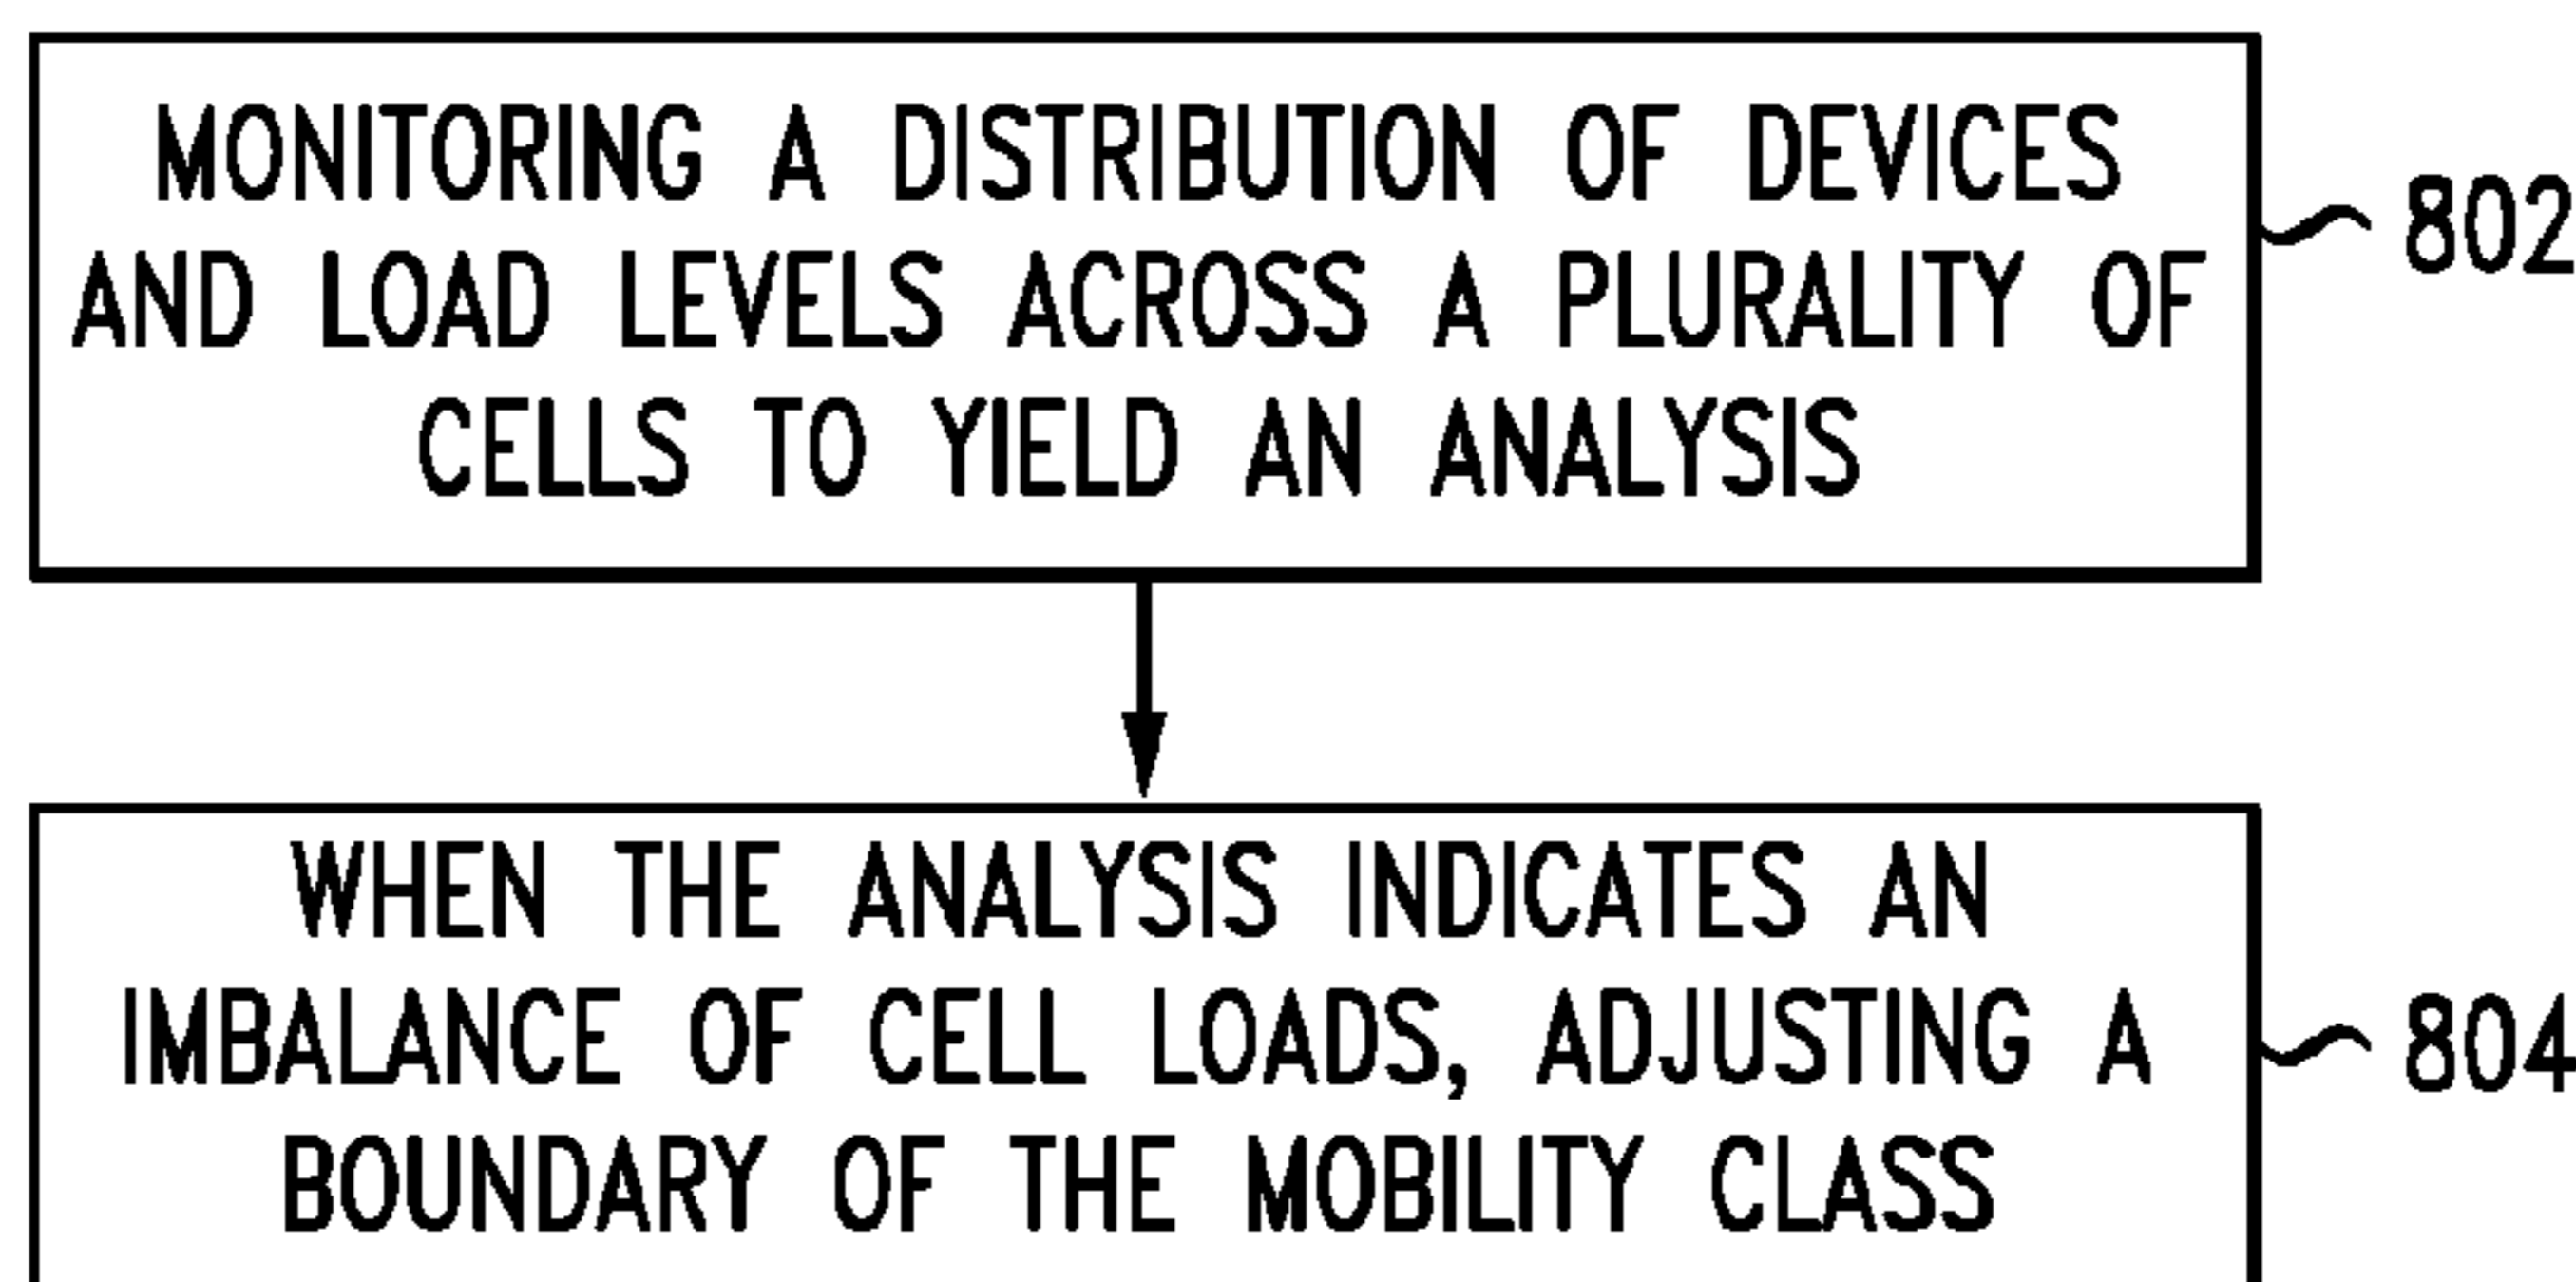 MONITORING A DISTRIBUTION OF DEVICES
AND LOAD LEVELS ACROSS A PLURALITY OF
CELLS TO YIELD AN ANALYSIS
802
WHEN THE ANALYSIS INDICATES AN
IMBALANCE OF CELL LOADS, ADJUSTING A
BOUNDARY OF THE MOBILITY CLASS
804